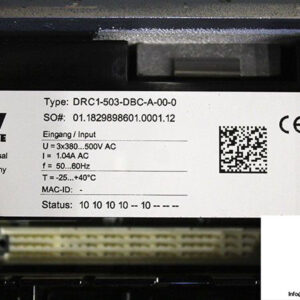 Type: DRC1-503-DBC-A-00-0
SO#: 01.1829898601.0001.12
Eingang / Input
U = 3x380...500V AC
I = 1.04A AC
f = 50...60Hz
T = -25...+40°C
MAC-ID: -
Status: 10 10 10 10 -- 10 -- -- --